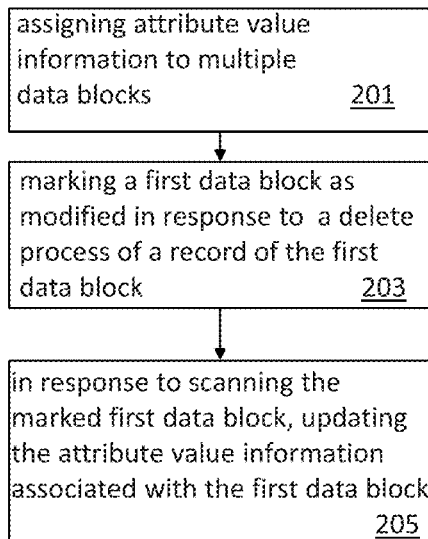 assigning attribute value
information to multiple
data blocks 201
marking a first data block as
modified in response to a delete
process of a record of the first
data block 203
in response to scanning the
marked first data block, updating
the attribute value information
associated with the first data block
205